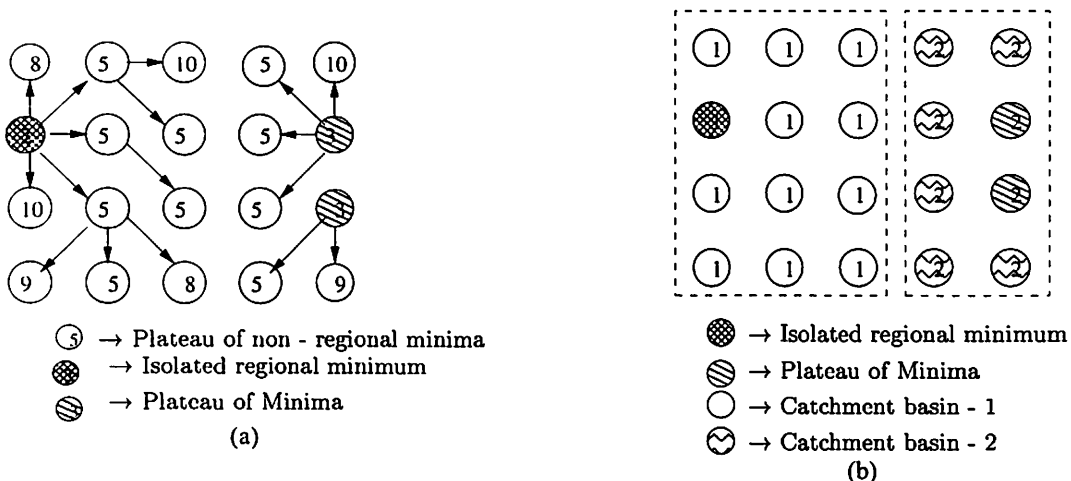 8 5 10 5 10
5 5 5 3
10 5 5 5 3
9 5 8 5 9
5 → Plateau of non - regional minima
→ Isolated regional minimum
→ Plateau of Minima
(a)
1 1 1 2 2
1 1 1 2 2
1 1 1 2 2
1 1 1 2 2
→ Isolated regional minimum
→ Plateau of Minima
→ Catchment basin - 1
→ Catchment basin - 2
(b)